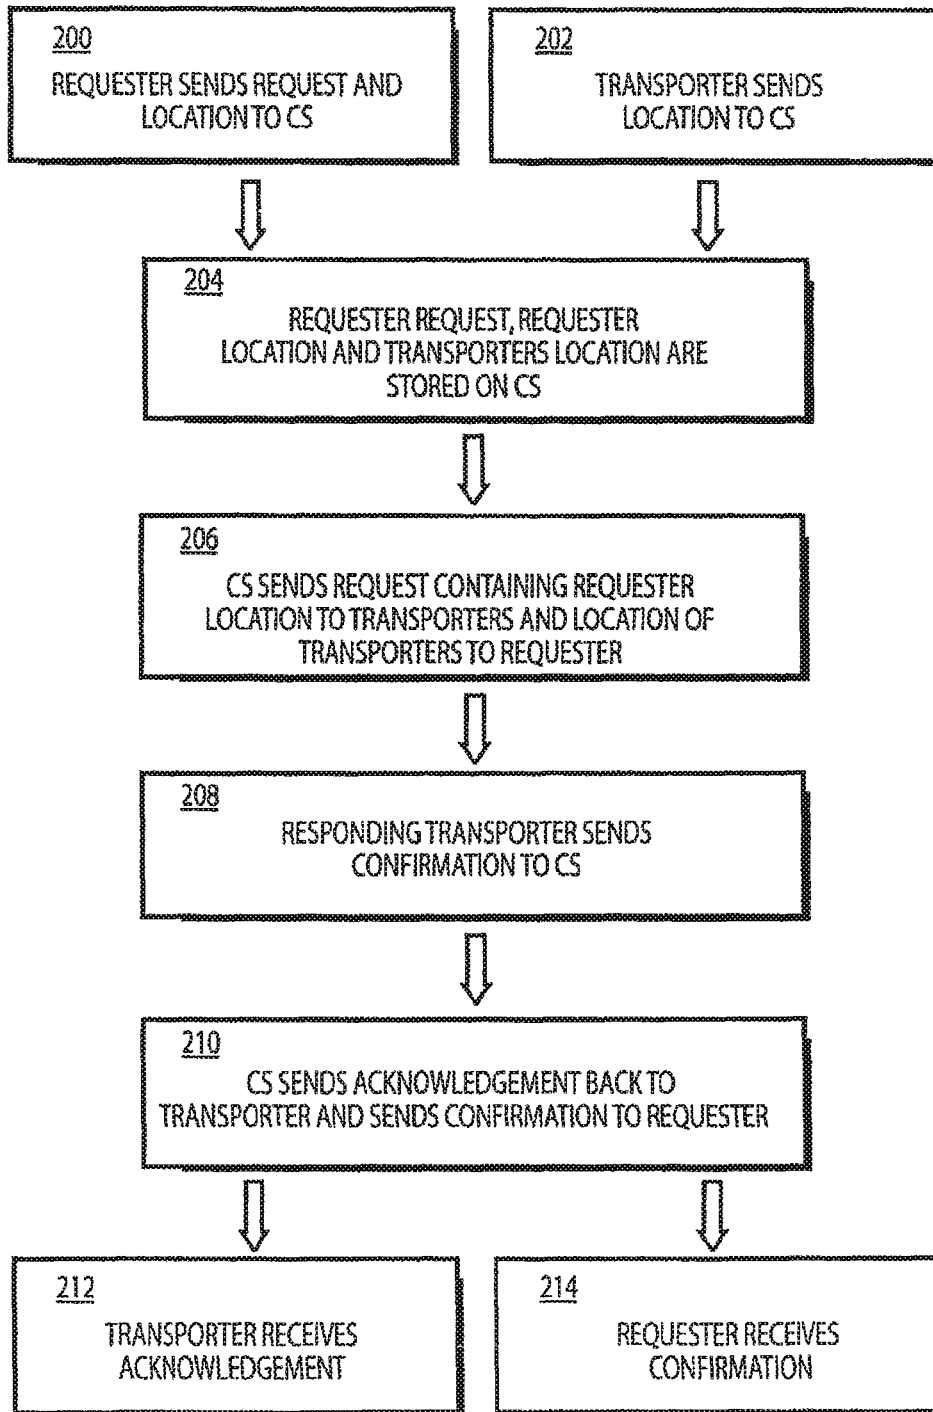 200
REQUESTER SENDS REQUEST AND
LOCATION TO CS
202
TRANSPORTER SENDS
LOCATION TO CS
204
REQUESTER REQUEST, REQUESTER
LOCATION AND TRANSPORTERS LOCATION ARE
STORED ON CS
206
CS SENDS REQUEST CONTAINING REQUESTER
LOCATION TO TRANSPORTERS AND LOCATION OF
TRANSPORTERS TO REQUESTER
208
RESPONDING TRANSPORTER SENDS
CONFIRMATION TO CS
210
CS SENDS ACKNOWLEDGEMENT BACK TO
TRANSPORTER AND SENDS CONFIRMATION TO REQUESTER
212
TRANSPORTER RECEIVES
ACKNOWLEDGEMENT
214
REQUESTER RECEIVES
CONFIRMATION